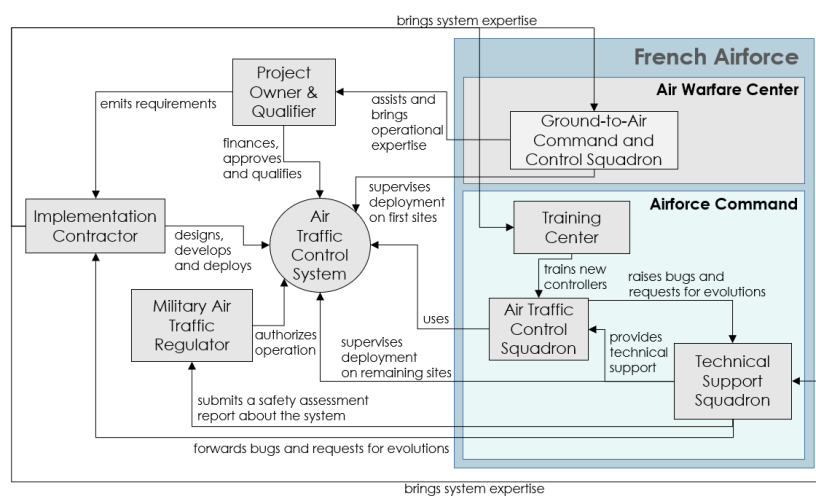 brings system expertise
French Airforce
Air Warfare Center
Project
Owner &
Qualifier
emits requirements
assists and
brings
operational
expertise
Ground-to-Air
Command and
Control Squadron
finances,
approves
and qualifies
supervises
deployment
on first sites
Airforce Command
Implementation
Contractor
designs,
develops
and deploys
Air
Traffic
Control
System
Training
Center
trains new
controllers
raises bugs and
requests for evolutions
Military Air
Traffic
Regulator
authorizes
operation
uses
Air Traffic
Control
Squadron
supervises
deployment
on remaining sites
provides
technical
support
Technical
Support
Squadron
submits a safety assessment
report about the system
forwards bugs and requests for evolutions
brings system expertise